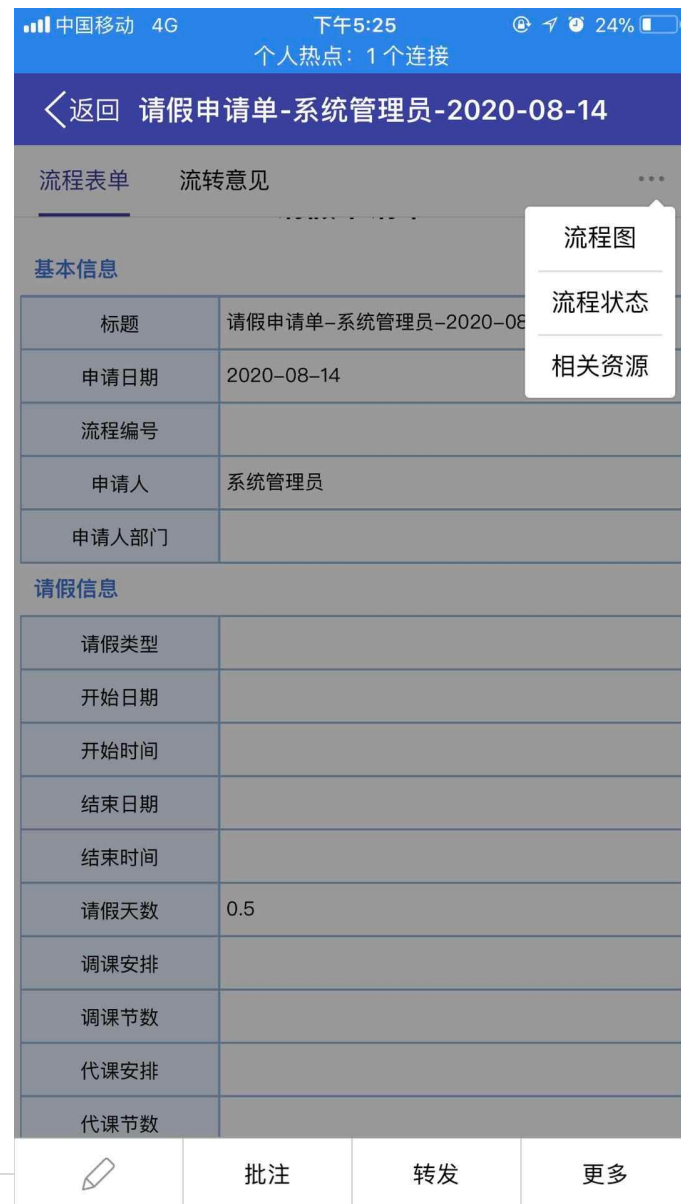 中国移动 4G 下午5:25 24%
个人热点：1 个连接
返回 请假申请单-系统管理员-2020-08-14
流程表单 流转意见
流程图
流程状态
相关资源
基本信息
标题 请假申请单–系统管理员–2020–08
申请日期 2020–08–14
流程编号
申请人 系统管理员
申请人部门
请假信息
请假类型
开始日期
开始时间
结束日期
结束时间
请假天数 0.5
调课安排
调课节数
代课安排
代课节数
批注 转发 更多